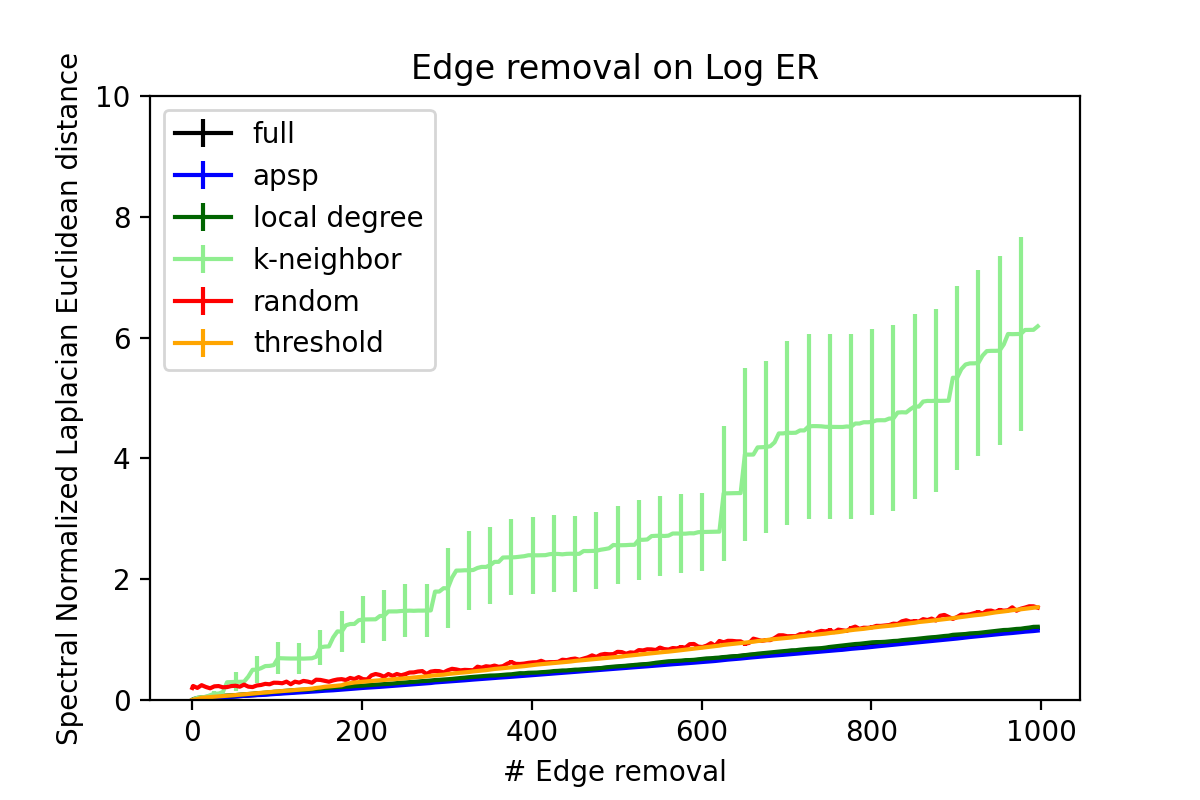 Edge removal on Log ER
Spectral Normalized Laplacian Euclidean distance
10
8
6
4
2
0
full
apsp
local degree
k-neighbor
random
threshold
0 200 400 600 800 1000
# Edge removal